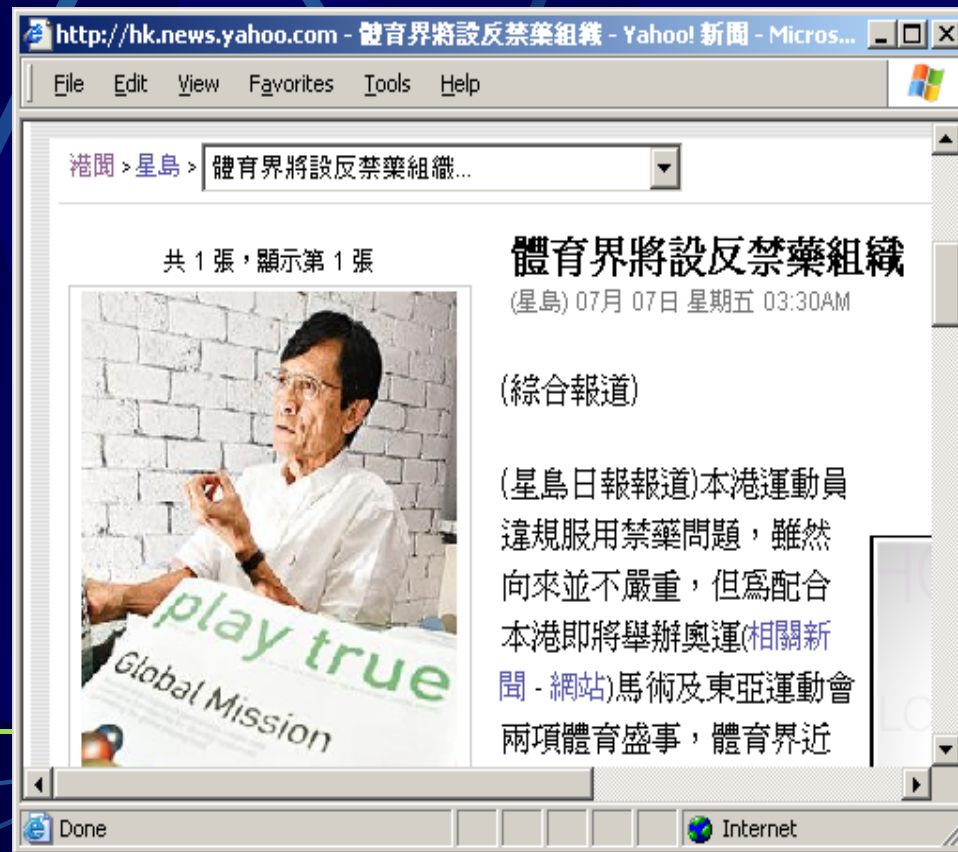 http://hk.news.yahoo.com - 體育界將設反禁藥組織 - Yahoo! 新聞 - Micros...
File Edit View Favorites Tools Help
港聞 > 星島 > 體育界將設反禁藥組織...
共 1 張，顯示第 1 張
體育界將設反禁藥組織
(星島) 07月 07日 星期五 03:30AM
(綜合報道)
(星島日報報道)本港運動員
違規服用禁藥問題，雖然
向來並不嚴重，但為配合
本港即將舉辦奧運(相關新
聞 - 網站)馬術及東亞運動會
兩項體育盛事，體育界近
play true
Global Mission
Done
Internet